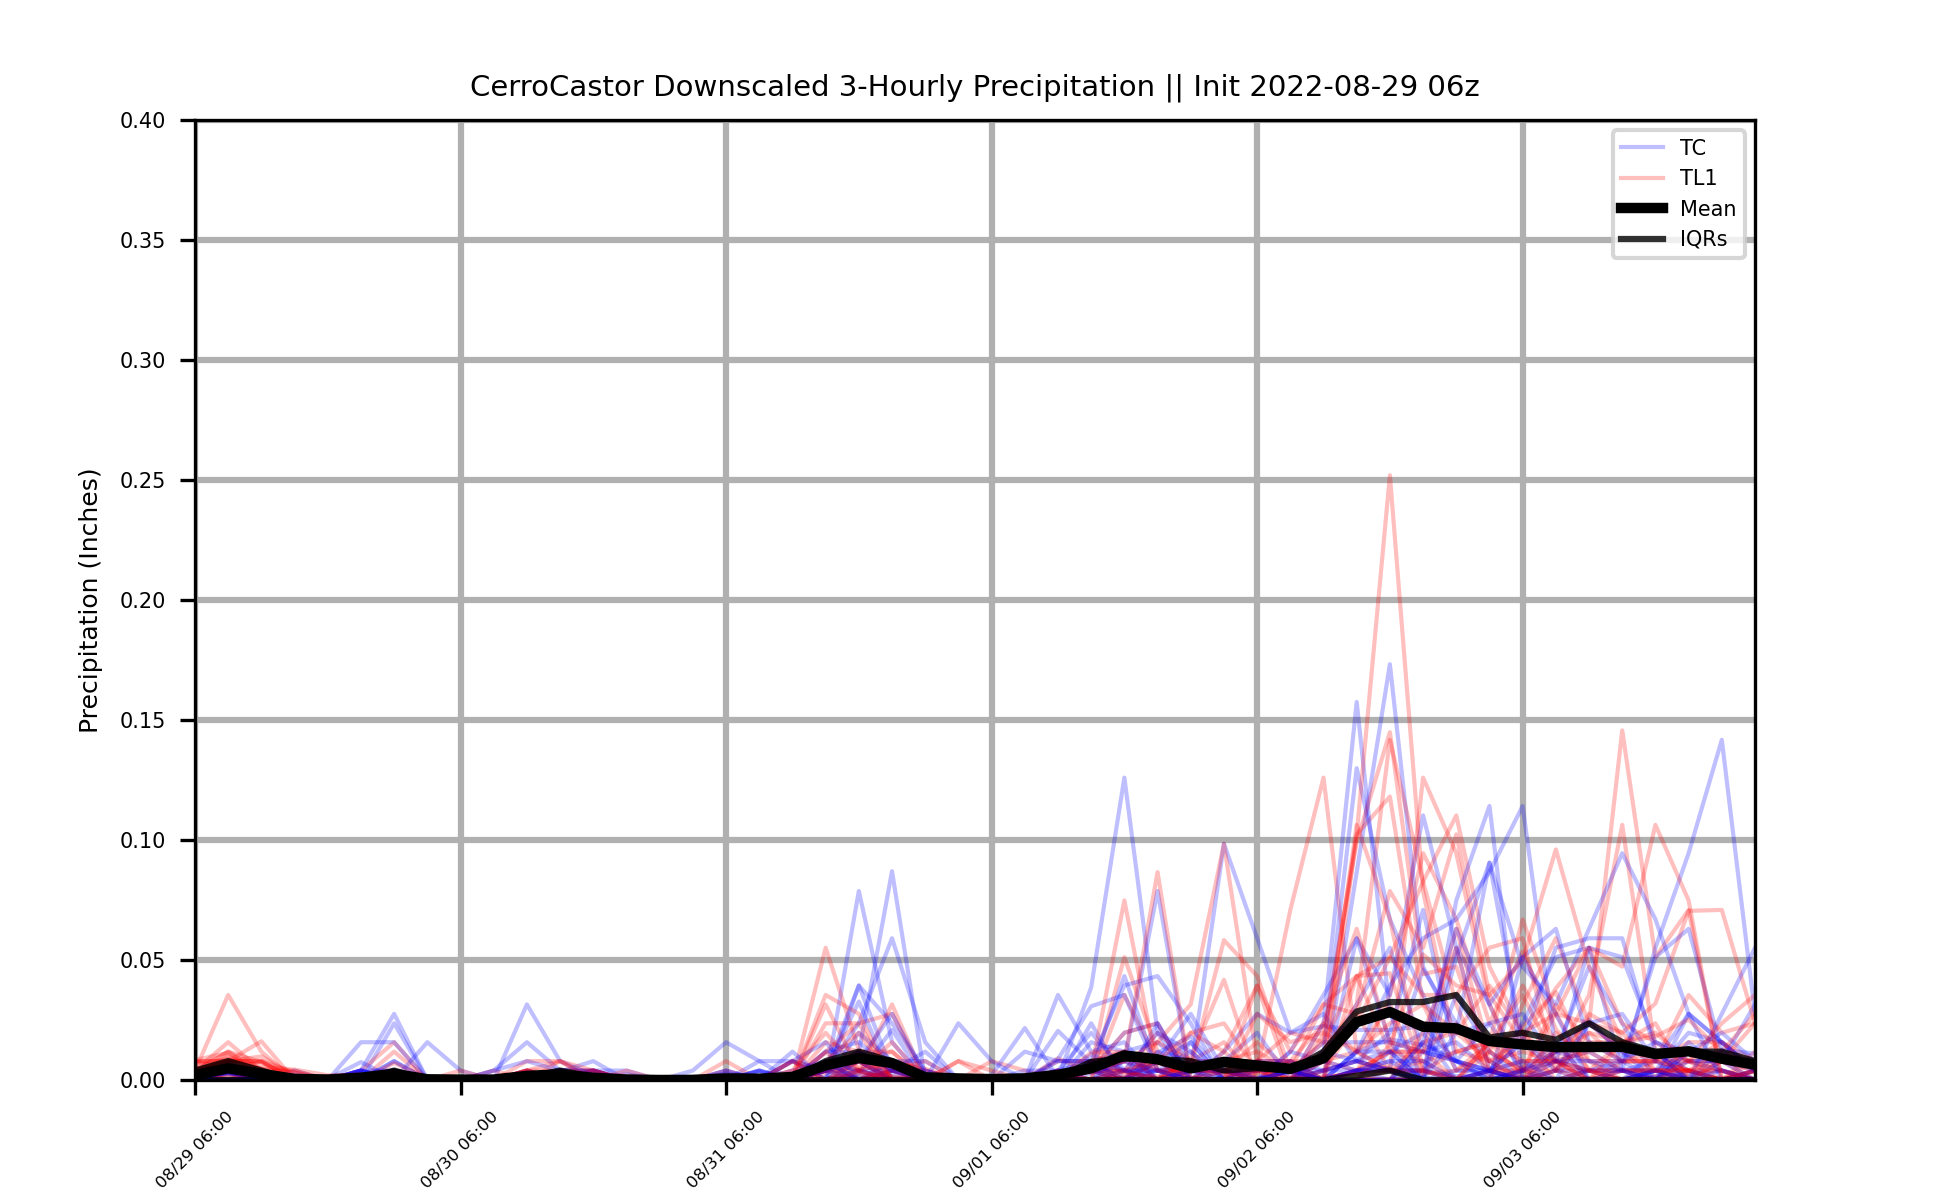 CerroCastor Downscaled 3-Hourly Precipitation || Init 2022-08-29 06z
0.40
0.35
0.30
0.25
0.20
0.15
0.10
0.05
0.00
Precipitation (Inches)
TC
TL1
Mean
IQRs
08/29 06:00
08/30 06:00
08/31 06:00
09/01 06:00
09/02 06:00
09/03 06:00